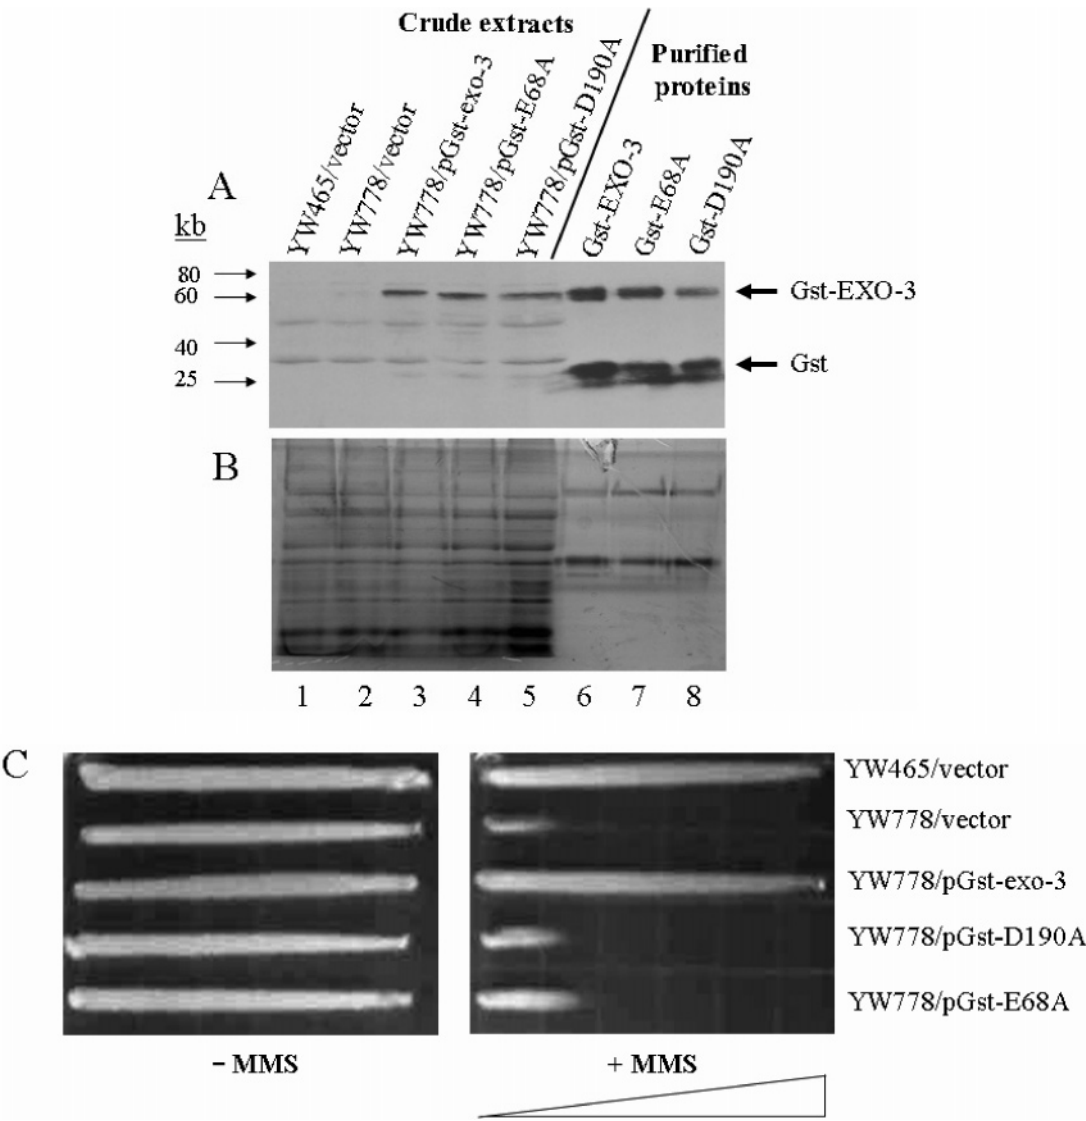 Crude extracts
Purified
proteins
A
YW465/vector
YW778/vector
YW778/pGst-exo-3
YW778/pGst-E68A
YW778/pGst-D190A
Gst-EXO-3
Gst-E68A
Gst-D190A
kb
80
60
40
25
Gst-EXO-3
Gst
B
1 2 3 4 5 6 7 8
C
YW465/vector
YW778/vector
YW778/pGst-exo-3
YW778/pGst-D190A
YW778/pGst-E68A
- MMS
+ MMS